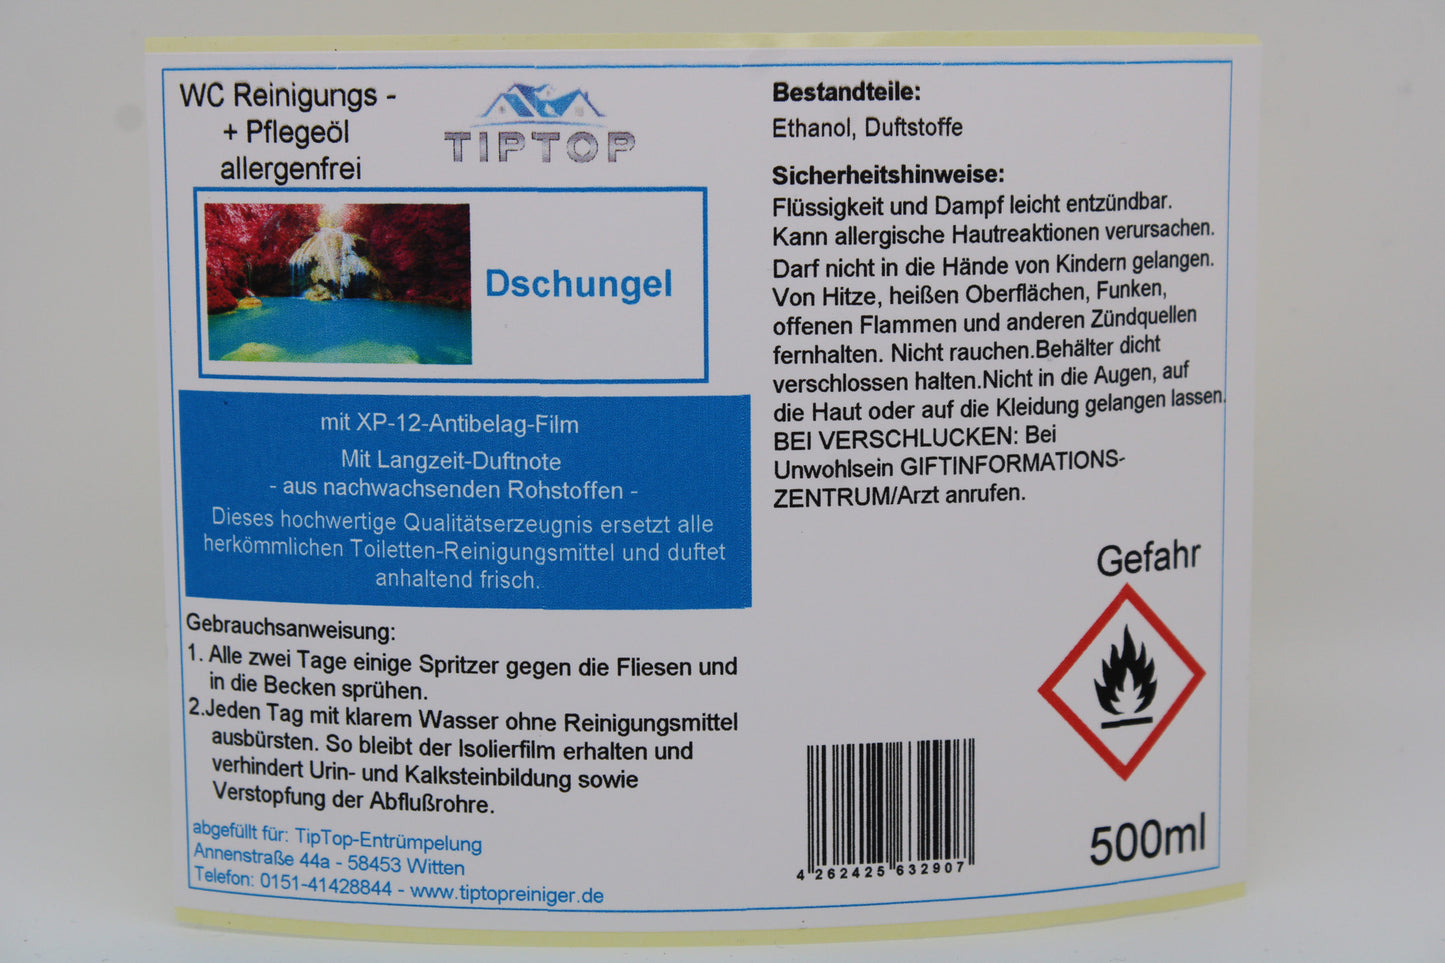 WC Reinigungs -
+ Pflegeöl
allergenfrei
TIPTOP
Dschungel
mit XP-12-Antibelag-Film
Mit Langzeit-Duftnote
- aus nachwachsenden Rohstoffen -
Dieses hochwertige Qualitätserzeugnis ersetzt alle
herkömmlichen Toiletten-Reinigungsmittel und duftet
anhaltend frisch.
Gebrauchsanweisung:
1. Alle zwei Tage einige Spritzer gegen die Fliesen und
in die Becken sprühen.
2.Jeden Tag mit klarem Wasser ohne Reinigungsmittel
ausbürsten. So bleibt der Isolierfilm erhalten und
verhindert Urin- und Kalksteinbildung sowie
Verstopfung der Abflußrohre.
abgefüllt für: TipTop-Entrümpelung
Annenstraße 44a - 58453 Witten
Telefon: 0151-41428844 - www.tiptopreiniger.de
Bestandteile:
Ethanol, Duftstoffe
Sicherheitshinweise:
Flüssigkeit und Dampf leicht entzündbar.
Kann allergische Hautreaktionen verursachen.
Darf nicht in die Hände von Kindern gelangen.
Von Hitze, heißen Oberflächen, Funken,
offenen Flammen und anderen Zündquellen
fernhalten. Nicht rauchen.Behälter dicht
verschlossen halten.Nicht in die Augen, auf
die Haut oder auf die Kleidung gelangen lassen.
BEI VERSCHLUCKEN: Bei
Unwohlsein GIFTINFORMATIONS-
ZENTRUM/Arzt anrufen.
Gefahr
4 262425 632907
500ml